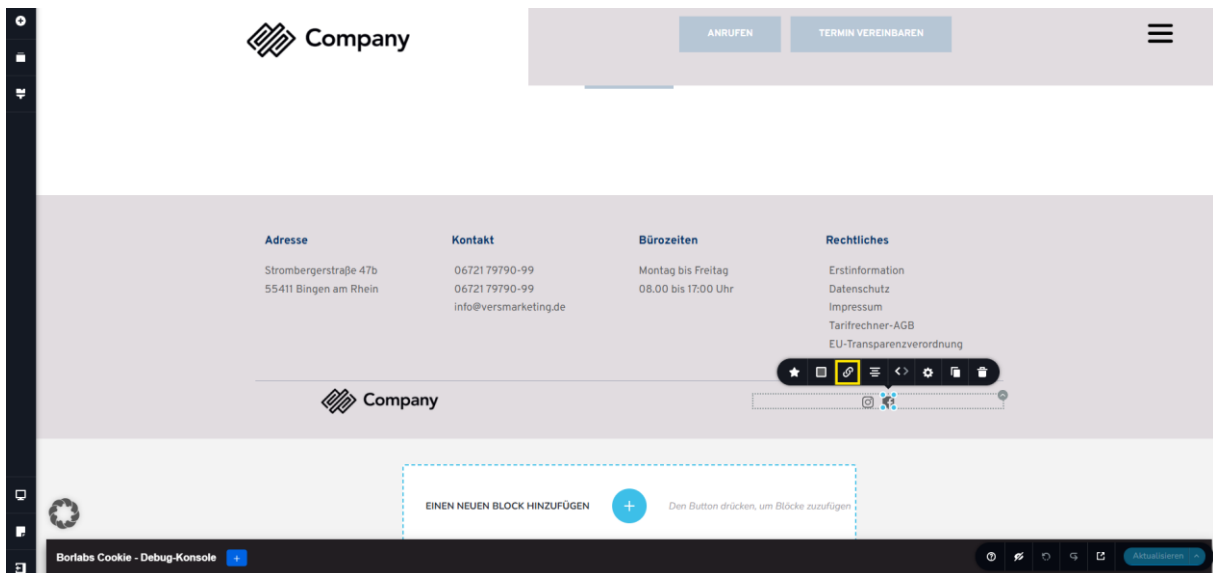 Company
ANRUFEN
TERMIN VEREINBAREN
Adresse
Strombergerstraße 47b
55411 Bingen am Rhein
Kontakt
06721 79790-99
06721 79790-99
info@versmarketing.de
Bürozeiten
Montag bis Freitag
08.00 bis 17:00 Uhr
Rechtliches
Erstinformation
Datenschutz
Impressum
Tarifrechner-AGB
EU-Transparenzverordnung
Company
EINEN NEUEN BLOCK HINZUFÜGEN
Den Button drücken, um Blöcke zuzufügen
Borlabs Cookie - Debug-Konsole
Aktualisieren